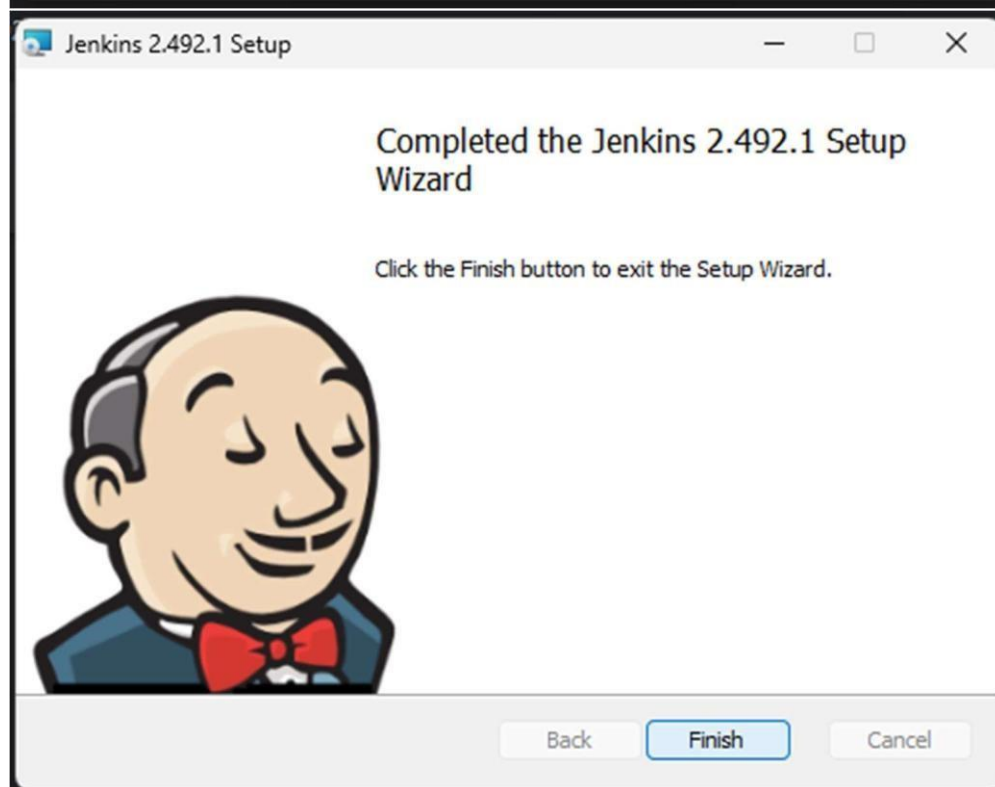 Jenkins 2.492.1 Setup
Completed the Jenkins 2.492.1 Setup
Wizard
Click the Finish button to exit the Setup Wizard.
Back Finish Cancel